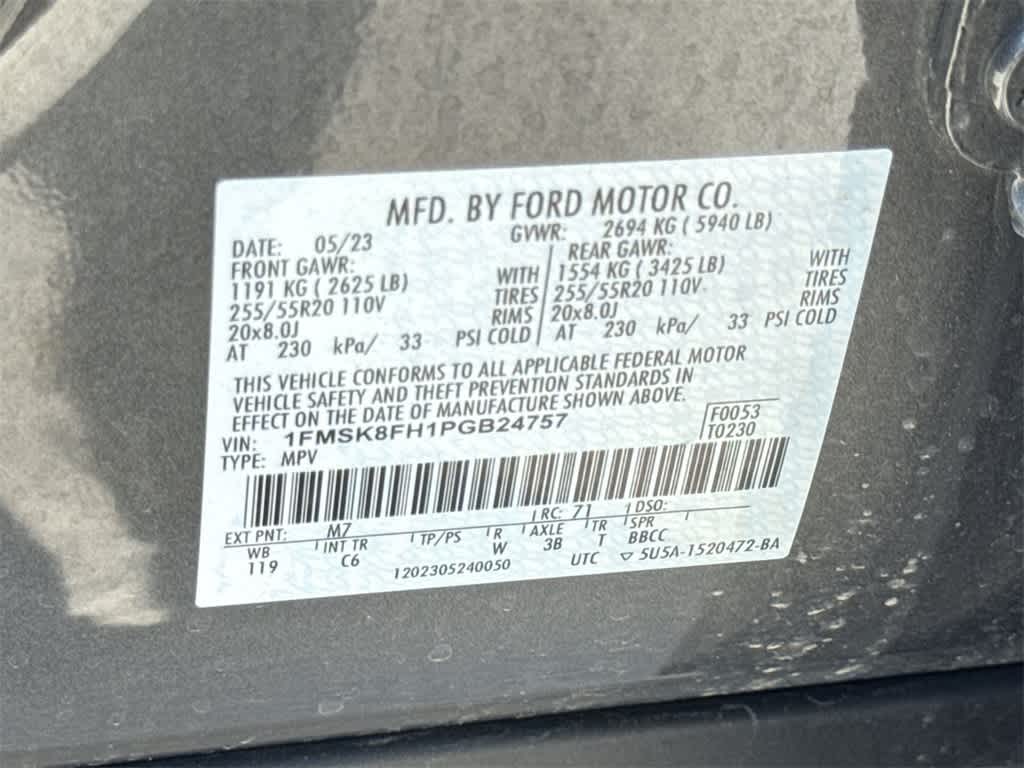 MFD. BY FORD MOTOR CO.
DATE: 05/23 GVWR: 2694 KG ( 5940 LB)
FRONT GAWR: REAR GAWR:
1191 KG ( 2625 LB) WITH 1554 KG ( 3425 LB) WITH
255/55R20 110V TIRES 255/55R20 110V TIRES
20x8.0J RIMS 20x8.0J RIMS
AT 230 kPa/ 33 PSI COLD AT 230 kPa/ 33 PSI COLD
THIS VEHICLE CONFORMS TO ALL APPLICABLE FEDERAL MOTOR
VEHICLE SAFETY AND THEFT PREVENTION STANDARDS IN
EFFECT ON THE DATE OF MANUFACTURE SHOWN ABOVE.
VIN: 1FMSK8FH1PGB24757 F0053
TYPE: MPV T0230
EXT PNT: M7 RC: 71 DSO:
WB INT TR TP/PS R AXLE TR SPR
119 C6 W 3B T BBCC
1202305240050 UTC ▽ 5U5A-1520472-BA